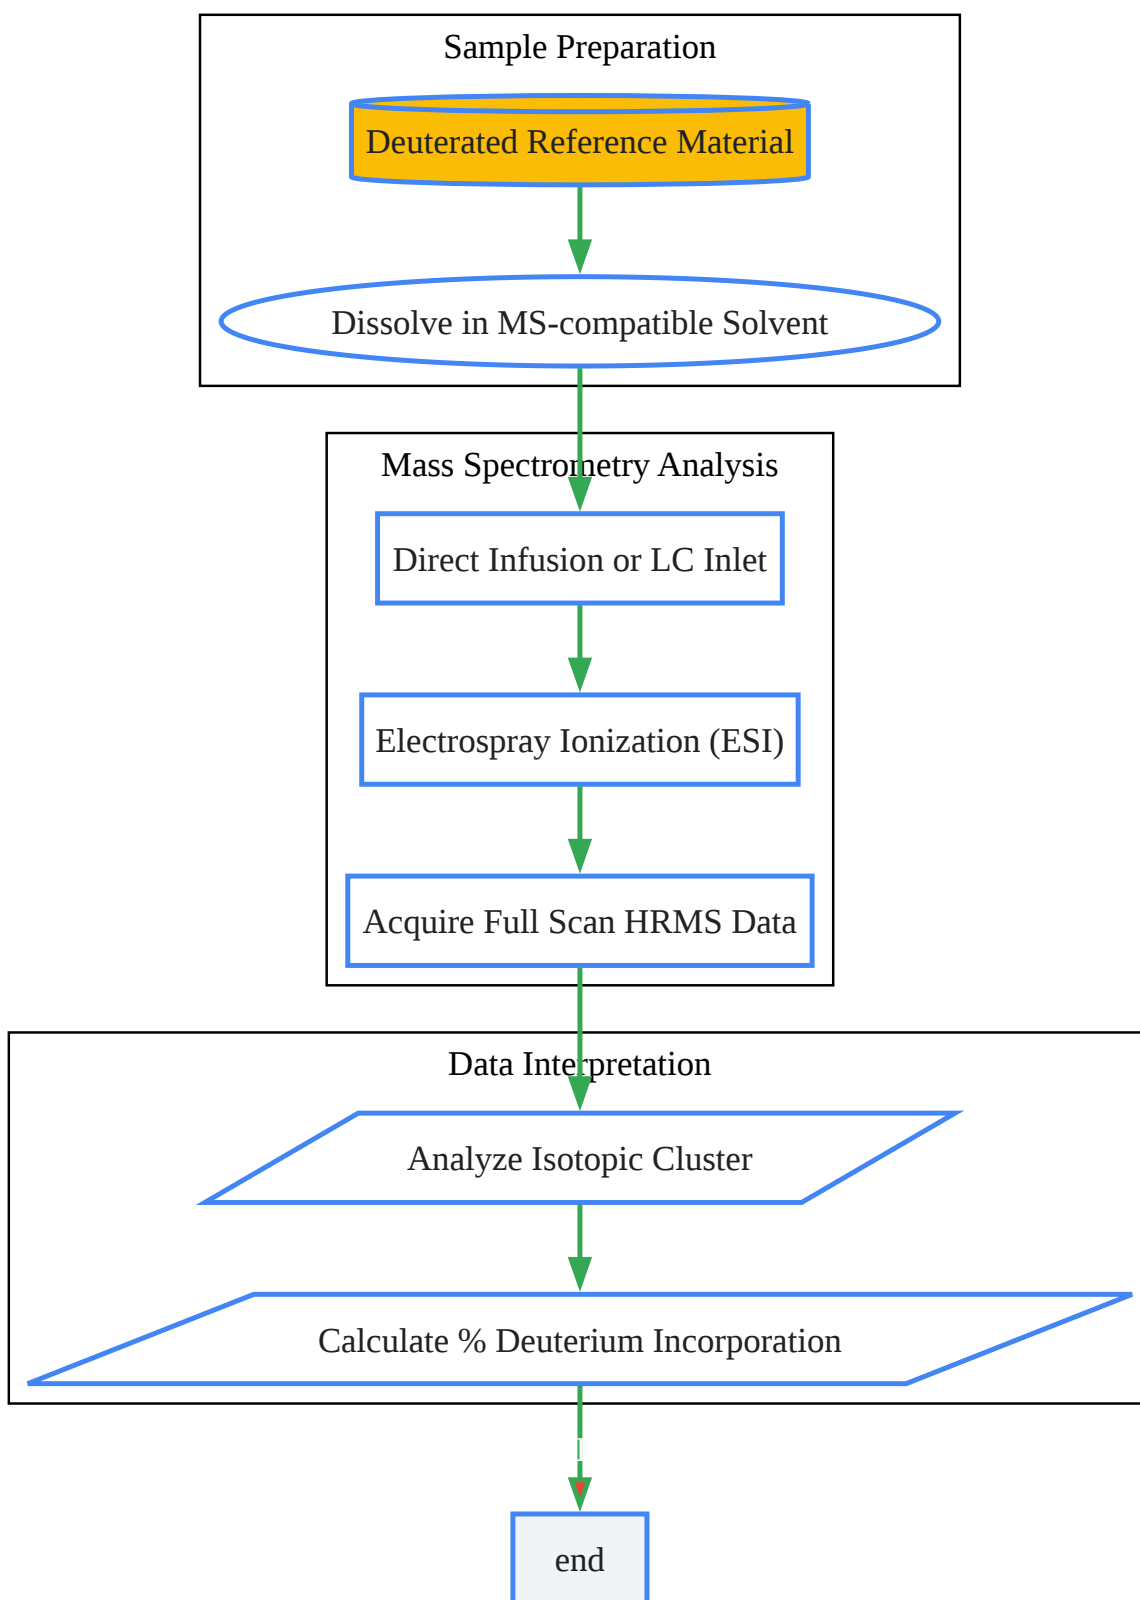 Sample Preparation
Deuterated Reference Material
Dissolve in MS-compatible Solvent
Mass Spectrometry Analysis
Direct Infusion or LC Inlet
Electrospray Ionization (ESI)
Acquire Full Scan HRMS Data
Data Interpretation
Analyze Isotopic Cluster
Calculate % Deuterium Incorporation
end